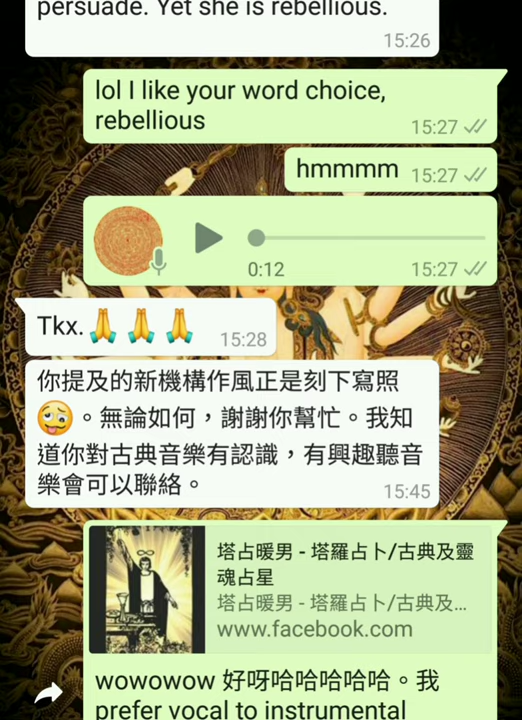 persuade. Yet she is rebellious.
15:26
lol I like your word choice,
rebellious
15:27
hmmmm
15:27
0:12
15:27
Tkx.🙏 🙏 🙏
15:28
你提及的新機構作風正是刻下寫照
🤪。無論如何，謝謝你幫忙。我知
道你對古典音樂有認識，有興趣聽音
樂會可以聯絡。
15:45
塔占暖男 - 塔羅占卜/古典及靈
魂占星
塔占暖男 - 塔羅占卜/古典及...
www.facebook.com
wowowow 好呀哈哈哈哈哈。我
prefer vocal to instrumental